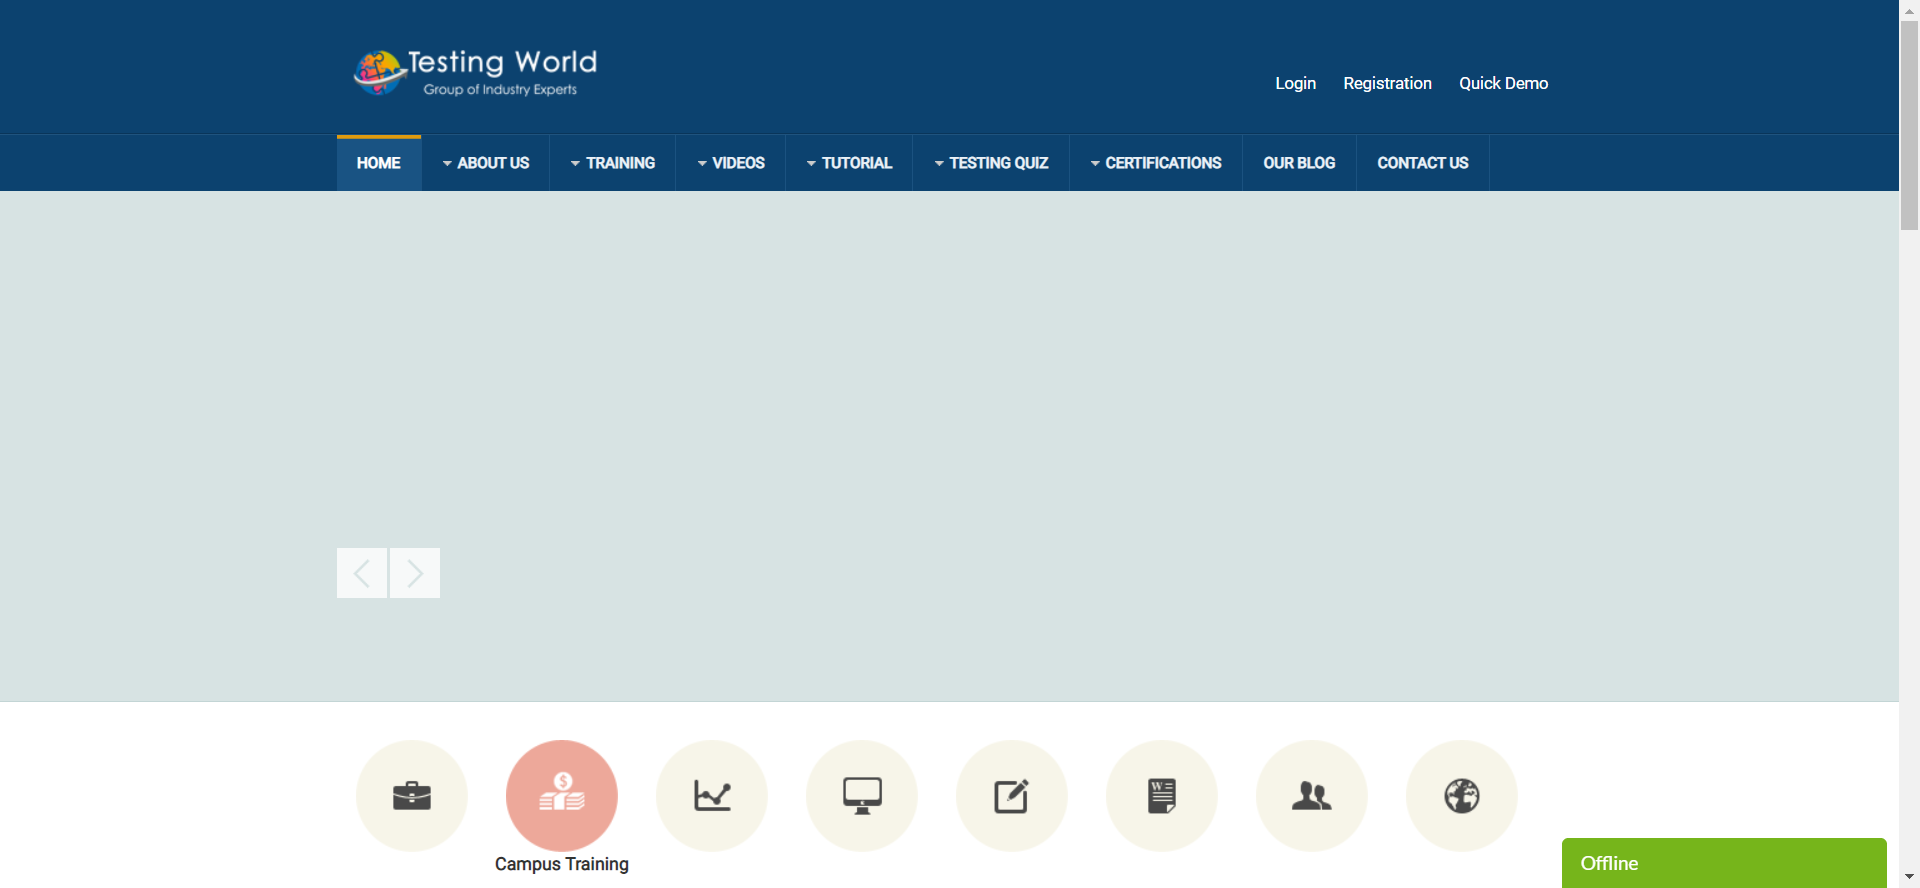 Testing World
Group of Industry Experts
Login Registration Quick Demo
HOME ABOUT US TRAINING VIDEOS TUTORIAL TESTING QUIZ CERTIFICATIONS OUR BLOG CONTACT US
$
W
Campus Training
Offline